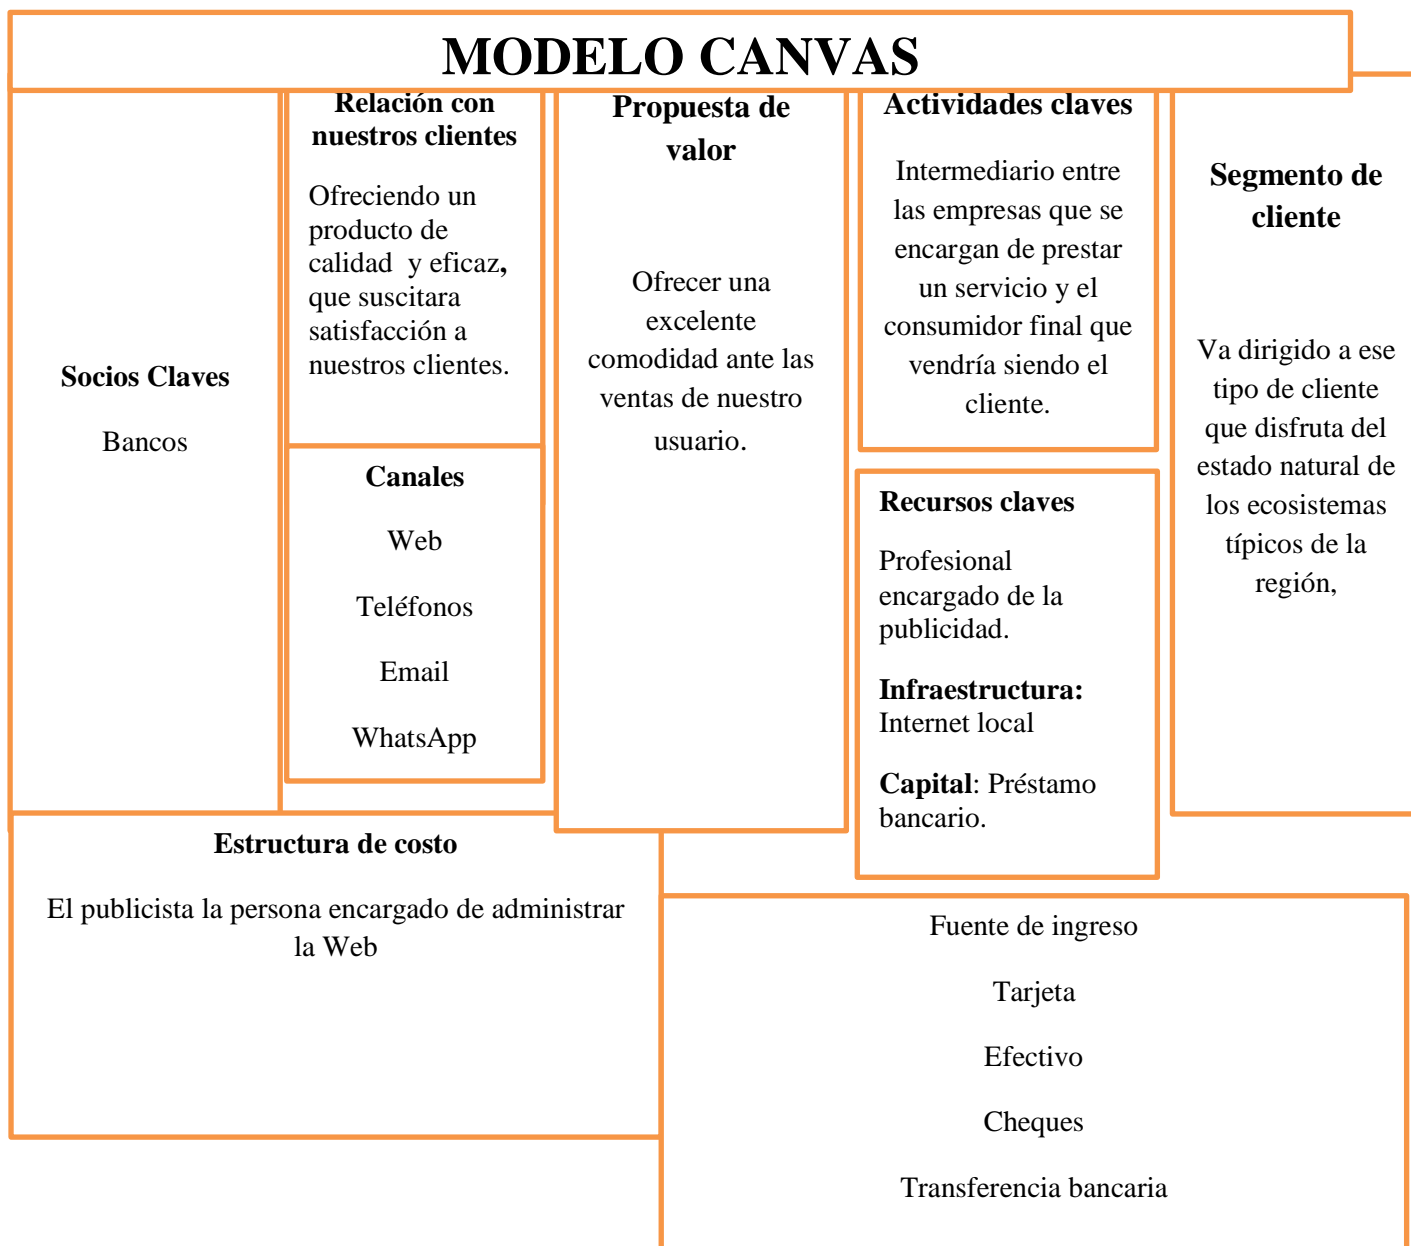 MODELO CANVAS
Socios Claves
Bancos
Relación con
nuestros clientes
Ofreciendo un
producto de
calidad  y eficaz,
que suscitara
satisfacción a
nuestros clientes.
Canales
Web
Teléfonos
Email
WhatsApp
Propuesta de
valor
Ofrecer una
excelente
comodidad ante las
ventas de nuestro
usuario.
Actividades claves
Intermediario entre
las empresas que se
encargan de prestar
un servicio y el
consumidor final que
vendría siendo el
cliente.
Recursos claves
Profesional
encargado de la
publicidad.
Infraestructura:
Internet local
Capital: Préstamo
bancario.
Segmento de
cliente
Va dirigido a ese
tipo de cliente
que disfruta del
estado natural de
los ecosistemas
típicos de la
región,
Estructura de costo
El publicista la persona encargado de administrar
la Web
Fuente de ingreso
Tarjeta
Efectivo
Cheques
Transferencia bancaria